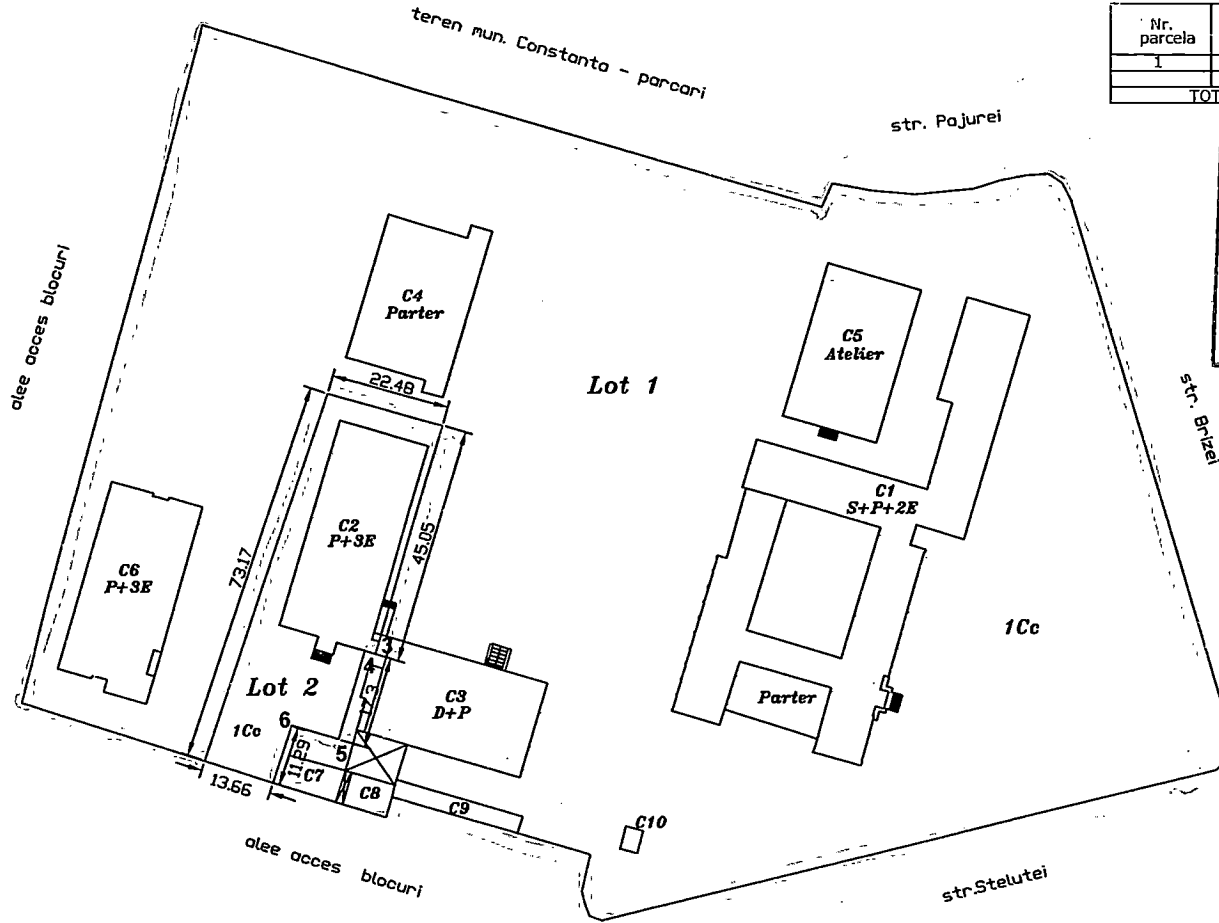 teren mun. Constanta - parcari
Nr.
parcela
1
TOT
str. Pajurei
alee acces blocuri
C4
Parter
C5
Atelier
22.48
Lot 1
str. Brizei
C1
S+P+2E
C2
P+3E
45.05
73.17
C6
P+3E
1Cc
3
4
Lot 2
C3
D+P
Parter
6
1Cc
5
11.29
C7
C8
13.66
C9
C10
alee acces blocuri
str.Stelutei